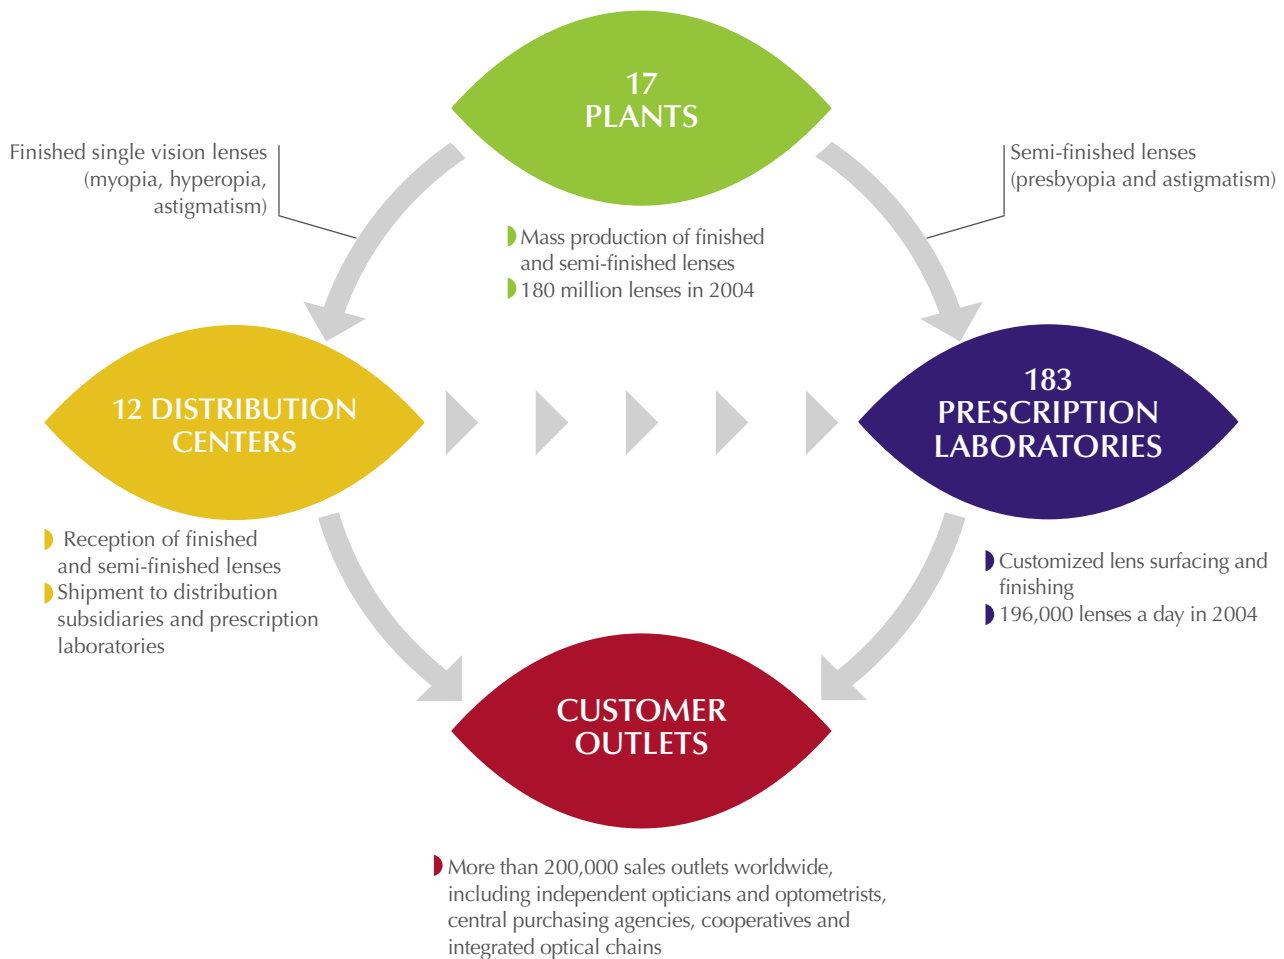 17
PLANTS
Finished single vision lenses
(myopia, hyperopia,
astigmatism)
Semi-finished lenses
(presbyopia and astigmatism)
Mass production of finished
and semi-finished lenses
180 million lenses in 2004
12 DISTRIBUTION
CENTERS
183
PRESCRIPTION
LABORATORIES
Reception of finished
and semi-finished lenses
Shipment to distribution
subsidiaries and prescription
laboratories
Customized lens surfacing and
finishing
196,000 lenses a day in 2004
CUSTOMER
OUTLETS
More than 200,000 sales outlets worldwide,
including independent opticians and optometrists,
central purchasing agencies, cooperatives and
integrated optical chains